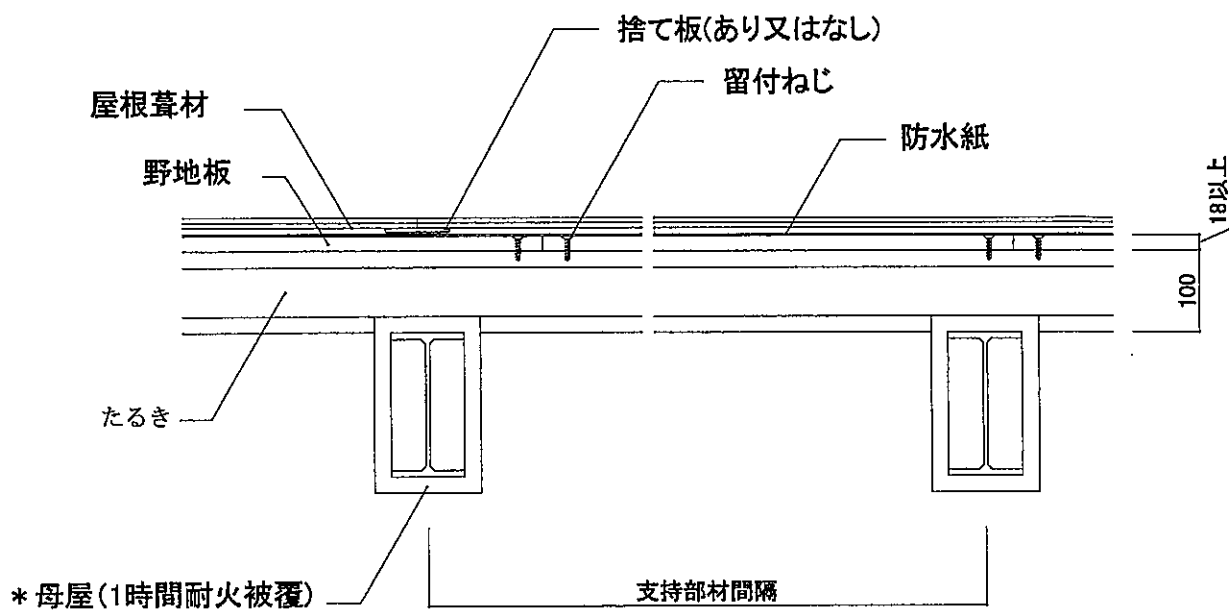 捨て板(あり又はなし)
留付ねじ
屋根葺材
防水紙
野地板
18以上
100
たるき
*母屋(1時間耐火被覆)
支持部材間隔